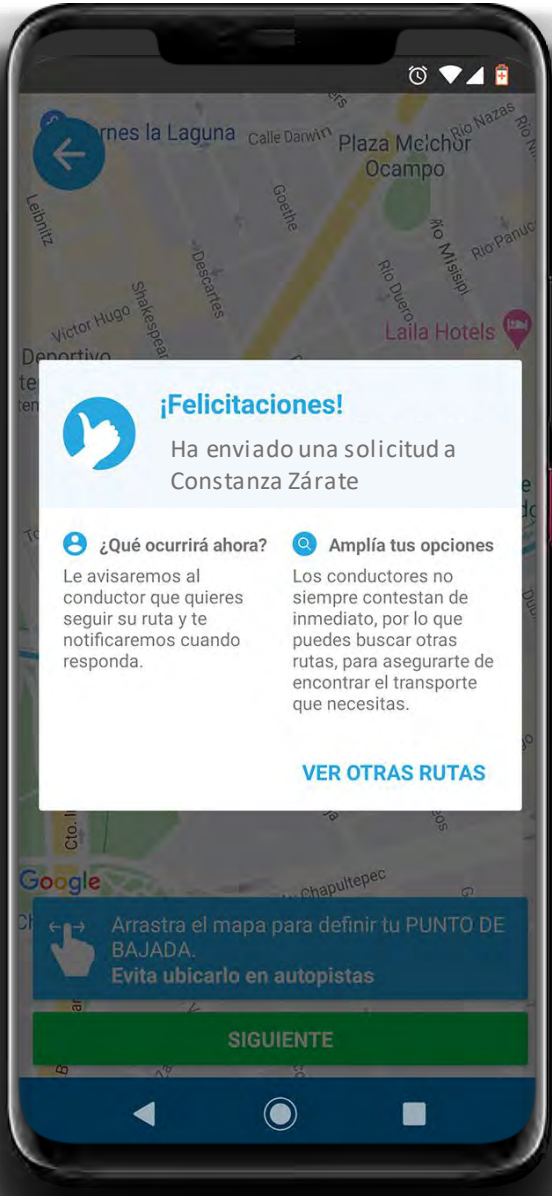 rnes la Laguna
Calle Darwin
Plaza Melchor
Ocampo
Río Nazas
Leibnitz
Goethe
Descartes
Río Misisipi
Río Panuc
Río Duero
Shakespear
Victor Hugo
Laila Hotels
Deportivo
¡Felicitaciones!
Ha enviado una solicitud a
Constanza Zárate
¿Qué ocurrirá ahora?
Le avisaremos al
conductor que quieres
seguir su ruta y te
notificaremos cuando
responda.
Amplía tus opciones
Los conductores no
siempre contestan de
inmediato, por lo que
puedes buscar otras
rutas, para asegurarte de
encontrar el transporte
que necesitas.
VER OTRAS RUTAS
Google
Chapultepec
Arrastra el mapa para definir tu PUNTO DE
BAJADA.
Evita ubicarlo en autopistas
SIGUIENTE